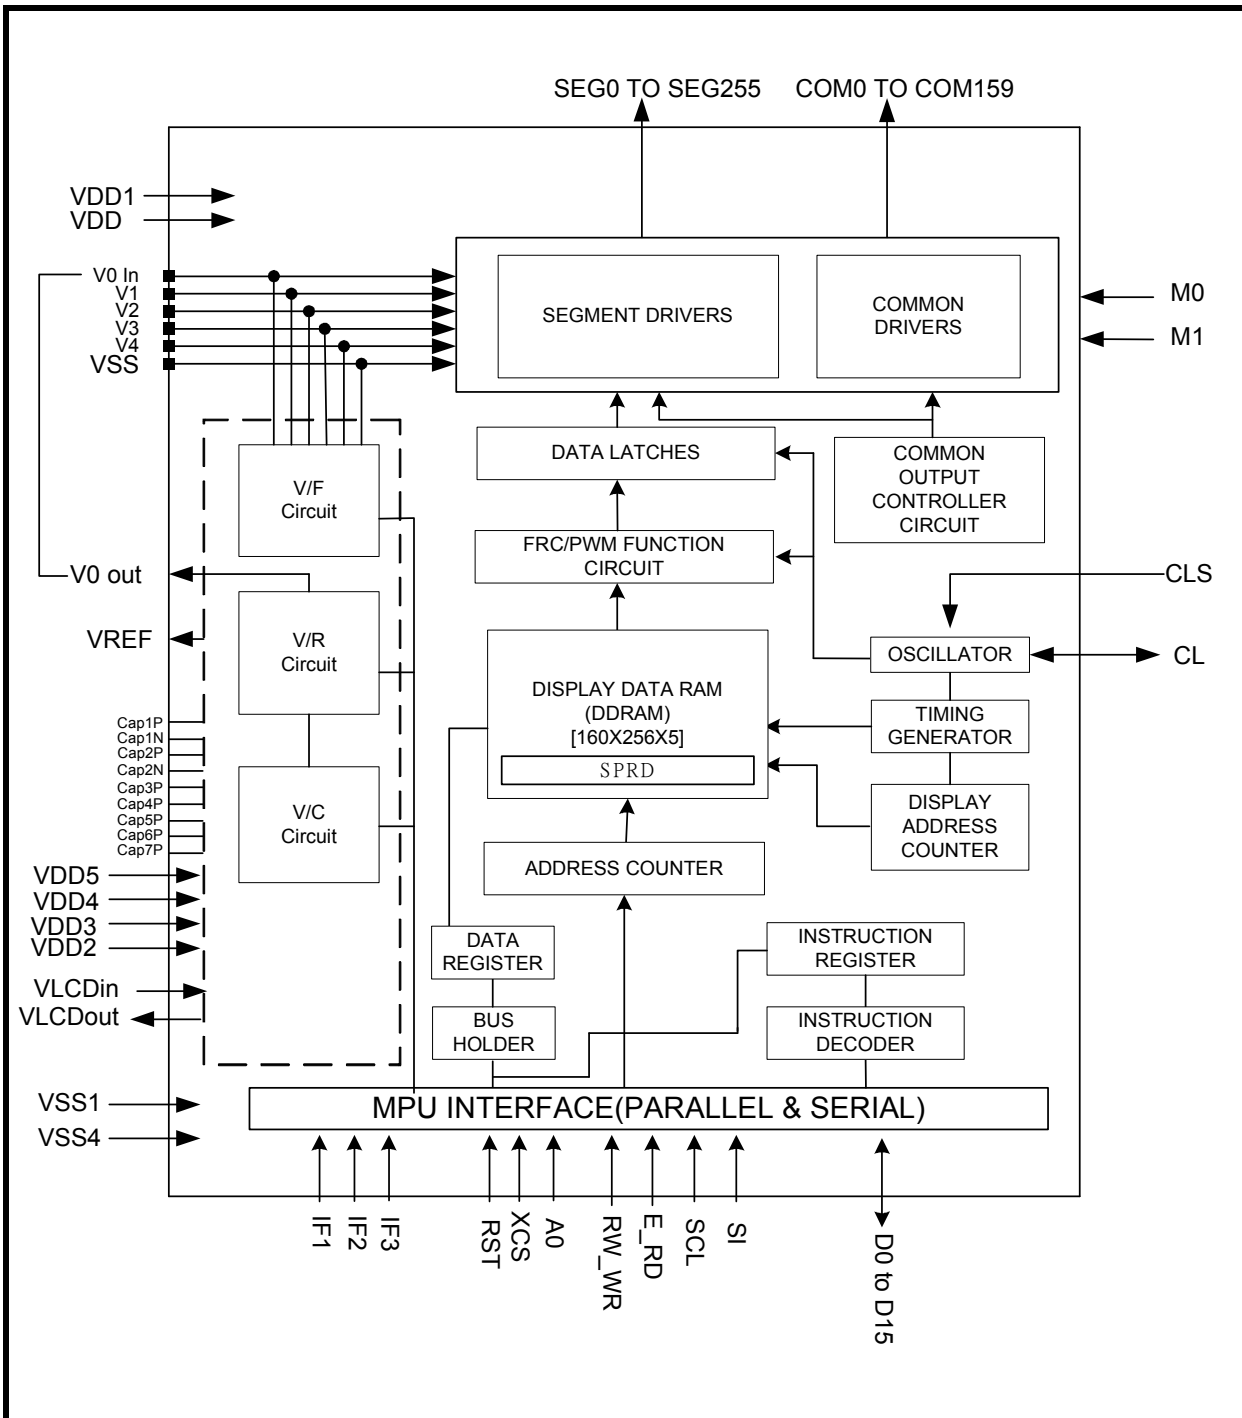 SEG0 TO SEG255
COM0 TO COM159
VDD1
VDD
V0 In
V1
V2
V3
V4
VSS
SEGMENT DRIVERS
COMMON
DRIVERS
M0
M1
V/F
Circuit
DATA LATCHES
COMMON
OUTPUT
CONTROLLER
CIRCUIT
FRC/PWM FUNCTION
CIRCUIT
V0 out
CLS
VREF
V/R
Circuit
OSCILLATOR
CL
DISPLAY DATA RAM
(DDRAM)
[160X256X5]
SPRD
TIMING
GENERATOR
Cap1P
Cap1N
Cap2P
Cap2N
Cap3P
Cap4P
Cap5P
Cap6P
Cap7P
V/C
Circuit
DISPLAY
ADDRESS
COUNTER
ADDRESS COUNTER
VDD5
VDD4
VDD3
VDD2
DATA
REGISTER
INSTRUCTION
REGISTER
VLCDin
VLCDout
BUS
HOLDER
INSTRUCTION
DECODER
VSS1
VSS4
MPU INTERFACE(PARALLEL & SERIAL)
IF1
IF2
IF3
RST
XCS
A0
RW_WR
E_RD
SCL
SI
D0 to D15